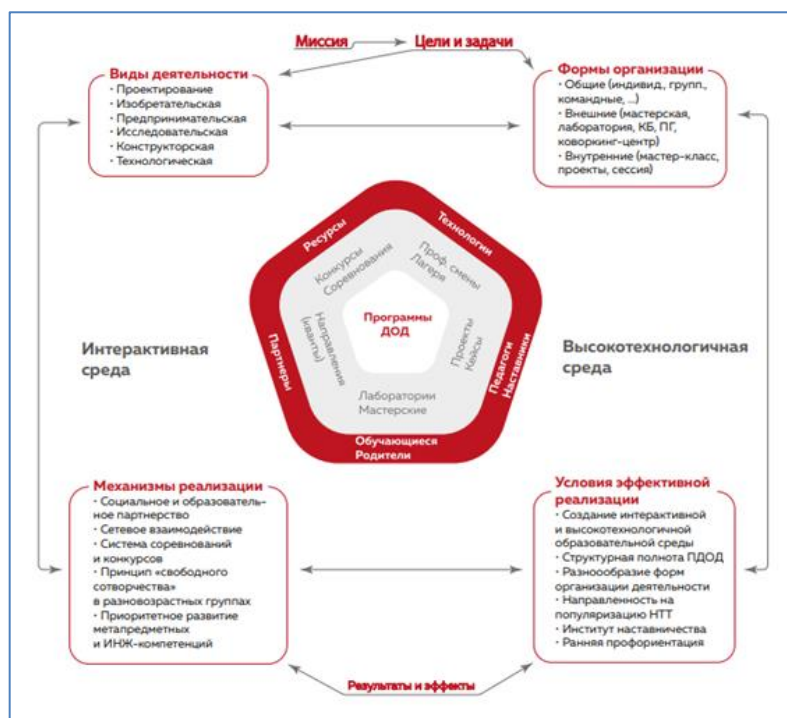 Миссия
Цели и задачи
Виды деятельности
· Проектирование
· Изобретательская
· Предпринимательская
· Исследовательская
· Конструкторская
· Технологическая
Формы организации
· Общие (индивид., групп.,
командные, ...)
· Внешние (мастерская,
лаборатория, КБ, ПГ,
коворкинг-центр)
· Внутренние (мастер-класс,
проекты, сессия)
Ресурсы
Технологии
Конкурсы
Соревнования
Проф. смены
Лагеря
Программы
ДОД
Интерактивная
среда
Партнеры
Направления
(кванты)
Проекты
Кейсы
Педагоги
Наставники
Высокотехнологичная
среда
Лаборатории
Мастерские
Обучающиеся
Родители
Механизмы реализации
· Социальное и образователь-
ное партнерство
· Сетевое взаимодействие
· Система соревнований
и конкурсов
· Принцип «свободного
сотворчества»
в разновозрастных группах
· Приоритетное развитие
метапредметных
и ИНЖ-компетенций
Условия эффективной
реализации
· Создание интерактивной
и высокотехнологичной
образовательной среды
· Структурная полнота ПДОД
· Разноообразие форм
организации деятельности
· Направленность на
популяризацию НТТ
· Институт наставничества
· Ранняя профориентация
Результаты и эффекты